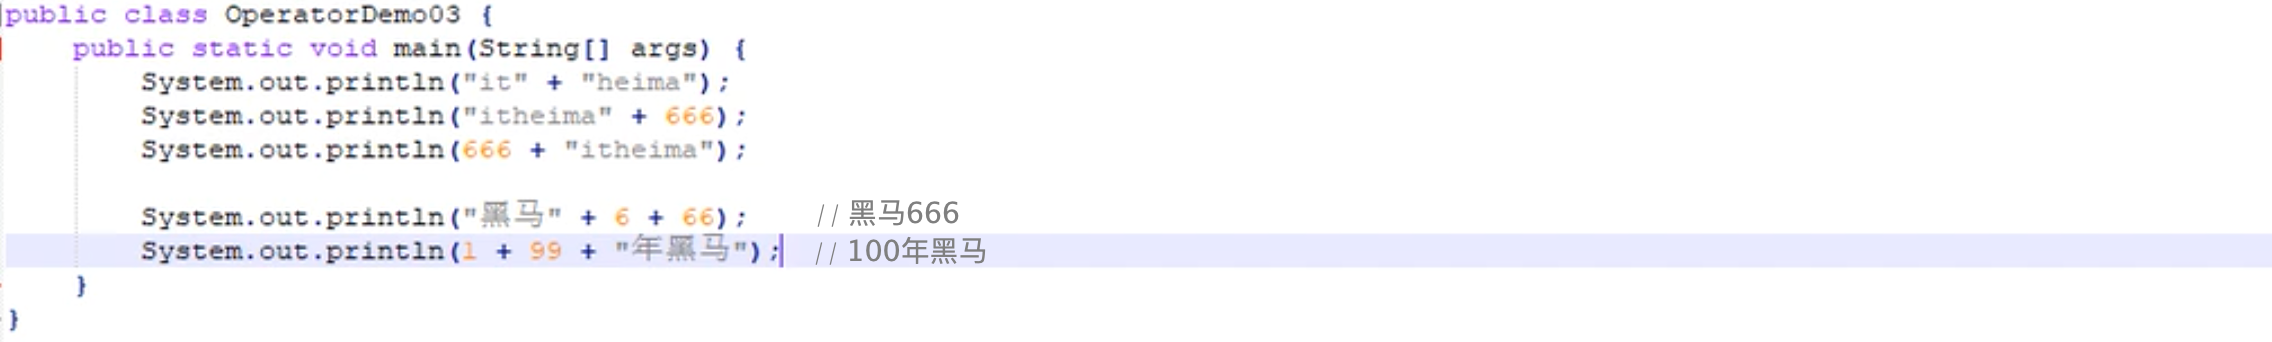 public class OperatorDemo03 {
    public static void main(String[] args) {
        System.out.println("it" + "heima");
        System.out.println("itheima" + 666);
        System.out.println(666 + "itheima");
        System.out.println("黑马" + 6 + 66);    // 黑马666
        System.out.println(1 + 99 + "年黑马");  // 100年黑马
    }
}